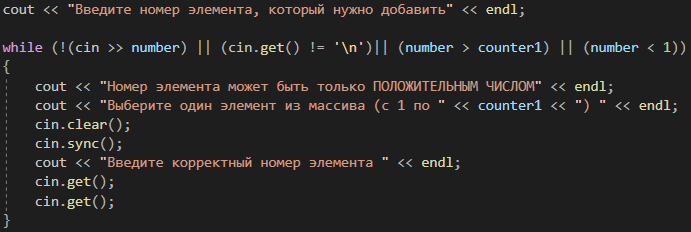 cout << "Введите номер элемента, который нужно добавить" << endl;
while (!(cin >> number) || (cin.get() != '\n')|| (number > counter1) || (number < 1))
{
cout << "Номер элемента может быть только ПОЛОЖИТЕЛЬНЫМ ЧИСЛОМ" << endl;
cout << "Выберите один элемент из массива (с 1 по " << counter1 << ") " << endl;
cin.clear();
cin.sync();
cout << "Введите корректный номер элемента " << endl;
cin.get();
cin.get();
}